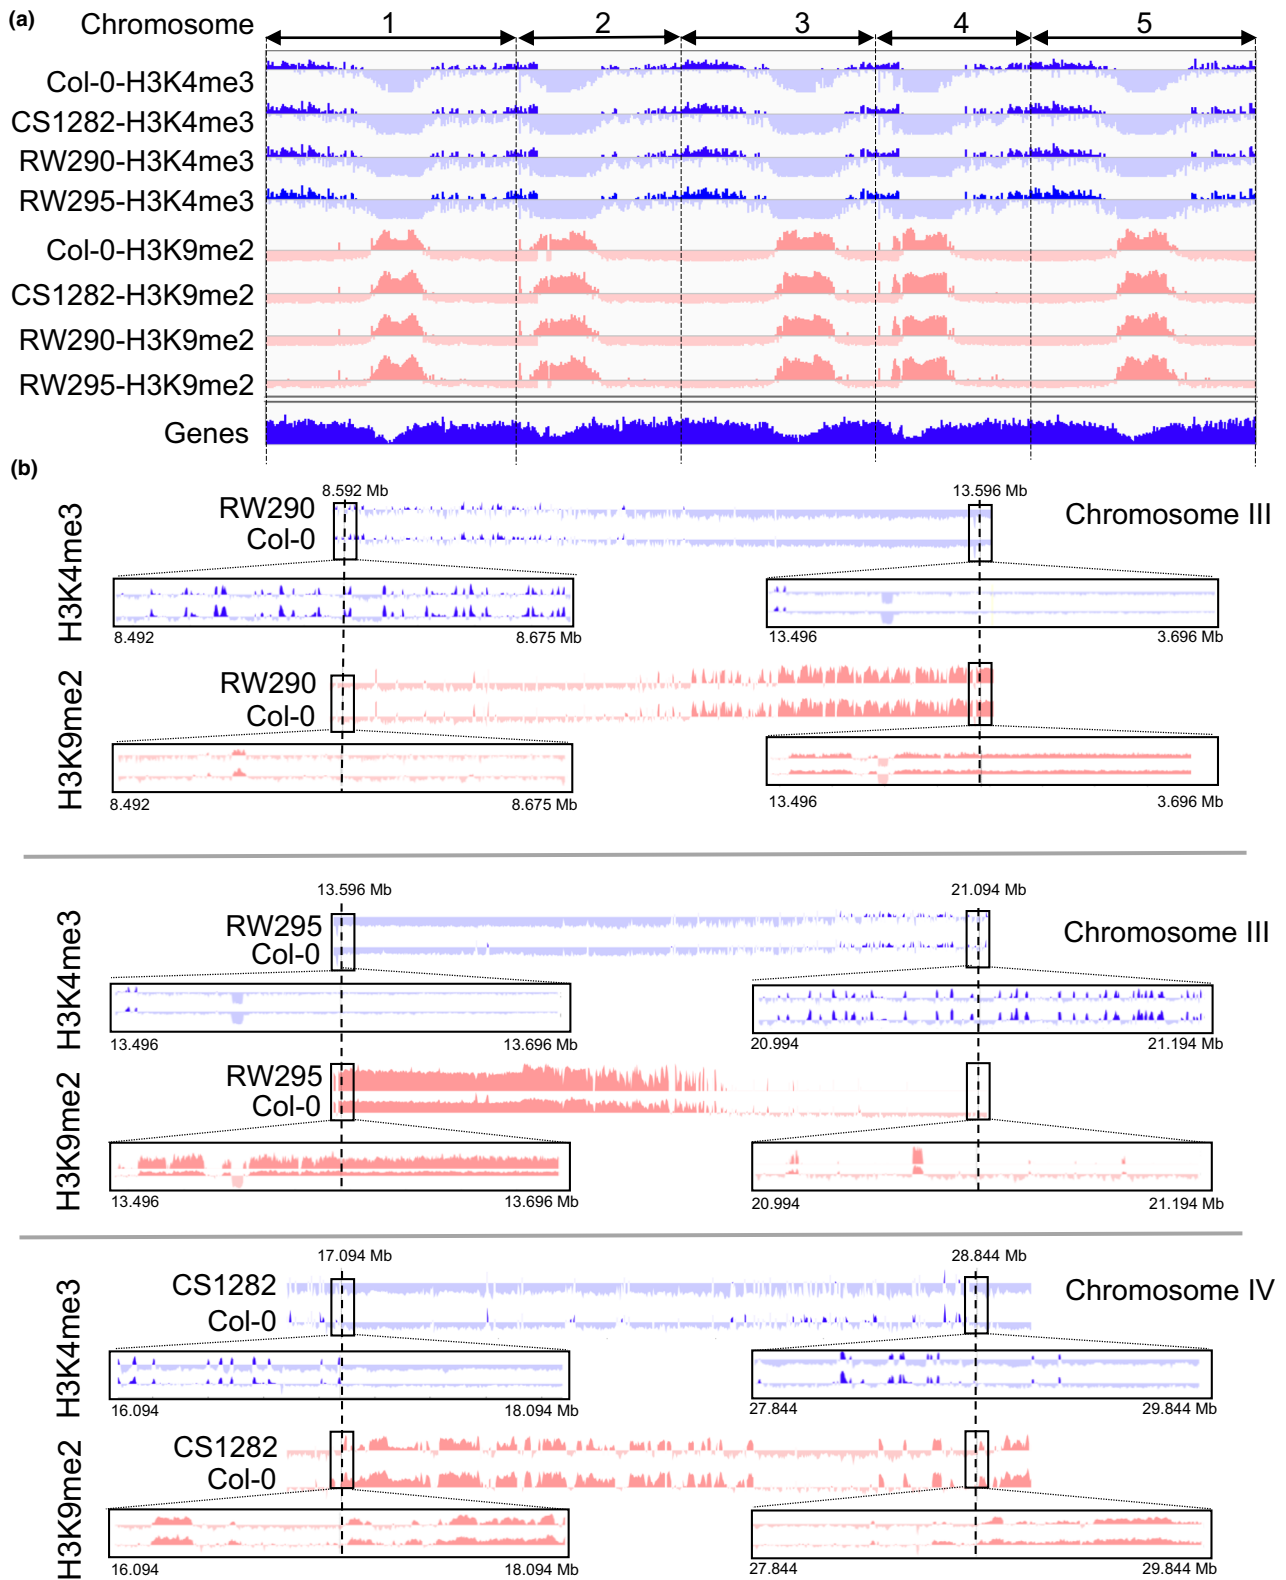 (a)
Chromosome 1 2 3 4 5
Col-0-H3K4me3
CS1282-H3K4me3
RW290-H3K4me3
RW295-H3K4me3
Col-0-H3K9me2
CS1282-H3K9me2
RW290-H3K9me2
RW295-H3K9me2
Genes
(b)
8.592 Mb 13.596 Mb
Chromosome III
H3K4me3
RW290
Col-0
8.492 8.675 Mb
13.496 3.696 Mb
H3K9me2
RW290
Col-0
8.492 8.675 Mb
13.496 3.696 Mb
13.596 Mb 21.094 Mb
Chromosome III
H3K4me3
RW295
Col-0
13.496 13.696 Mb
20.994 21.194 Mb
H3K9me2
RW295
Col-0
13.496 13.696 Mb
20.994 21.194 Mb
17.094 Mb 28.844 Mb
Chromosome IV
H3K4me3
CS1282
Col-0
16.094 18.094 Mb
27.844 29.844 Mb
H3K9me2
CS1282
Col-0
16.094 18.094 Mb
27.844 29.844 Mb